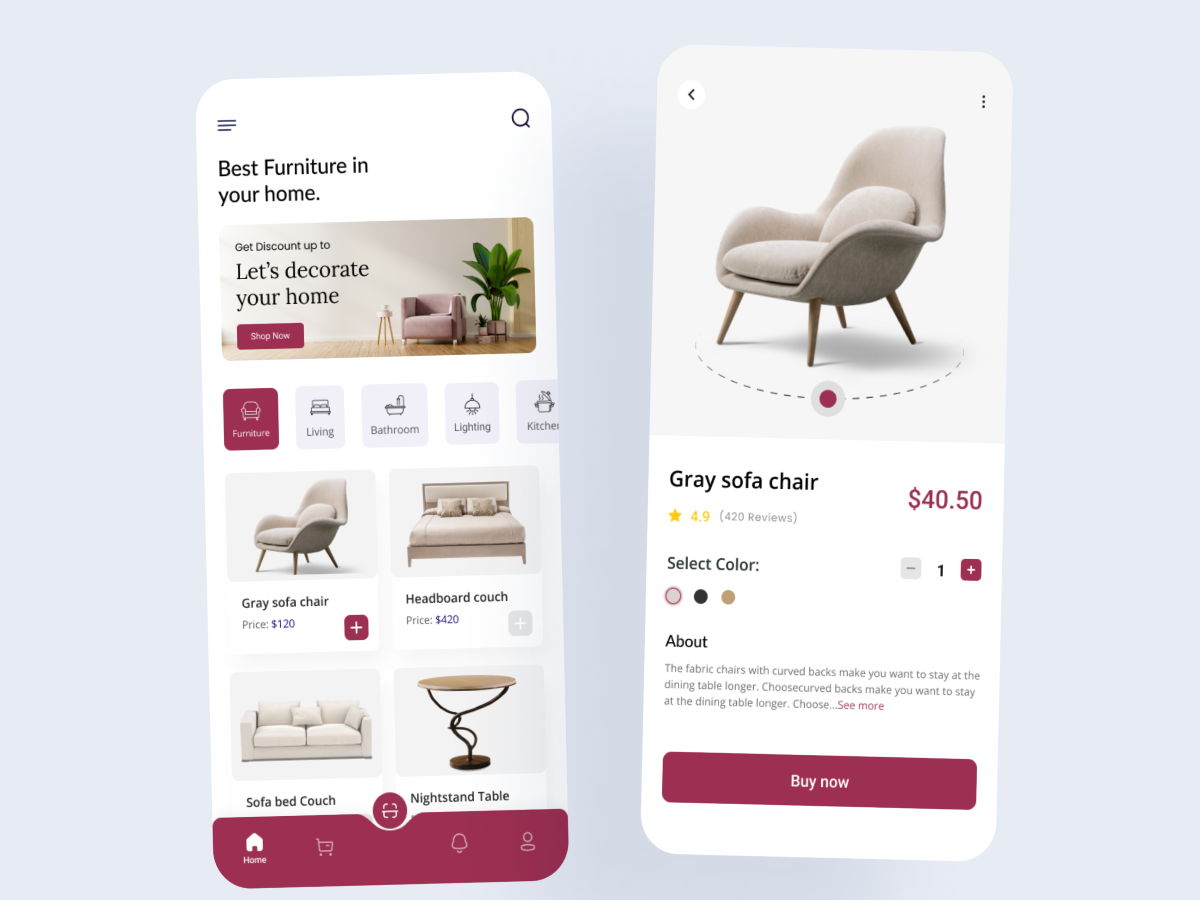 Best Furniture in
your home.
Get Discount up to
Let's decorate
your home
Shop Now
Furniture
Living
Bathroom
Lighting
Kitchen
Gray sofa chair
Price: $120
Headboard couch
Price: $420
Sofa bed Couch
Nightstand Table
Home
Gray sofa chair
$40.50
4.9 (420 Reviews)
Select Color:
1
About
The fabric chairs with curved backs make you want to stay at the
dining table longer. Choosecurved backs make you want to stay
at the dining table longer. Choose...See more
Buy now